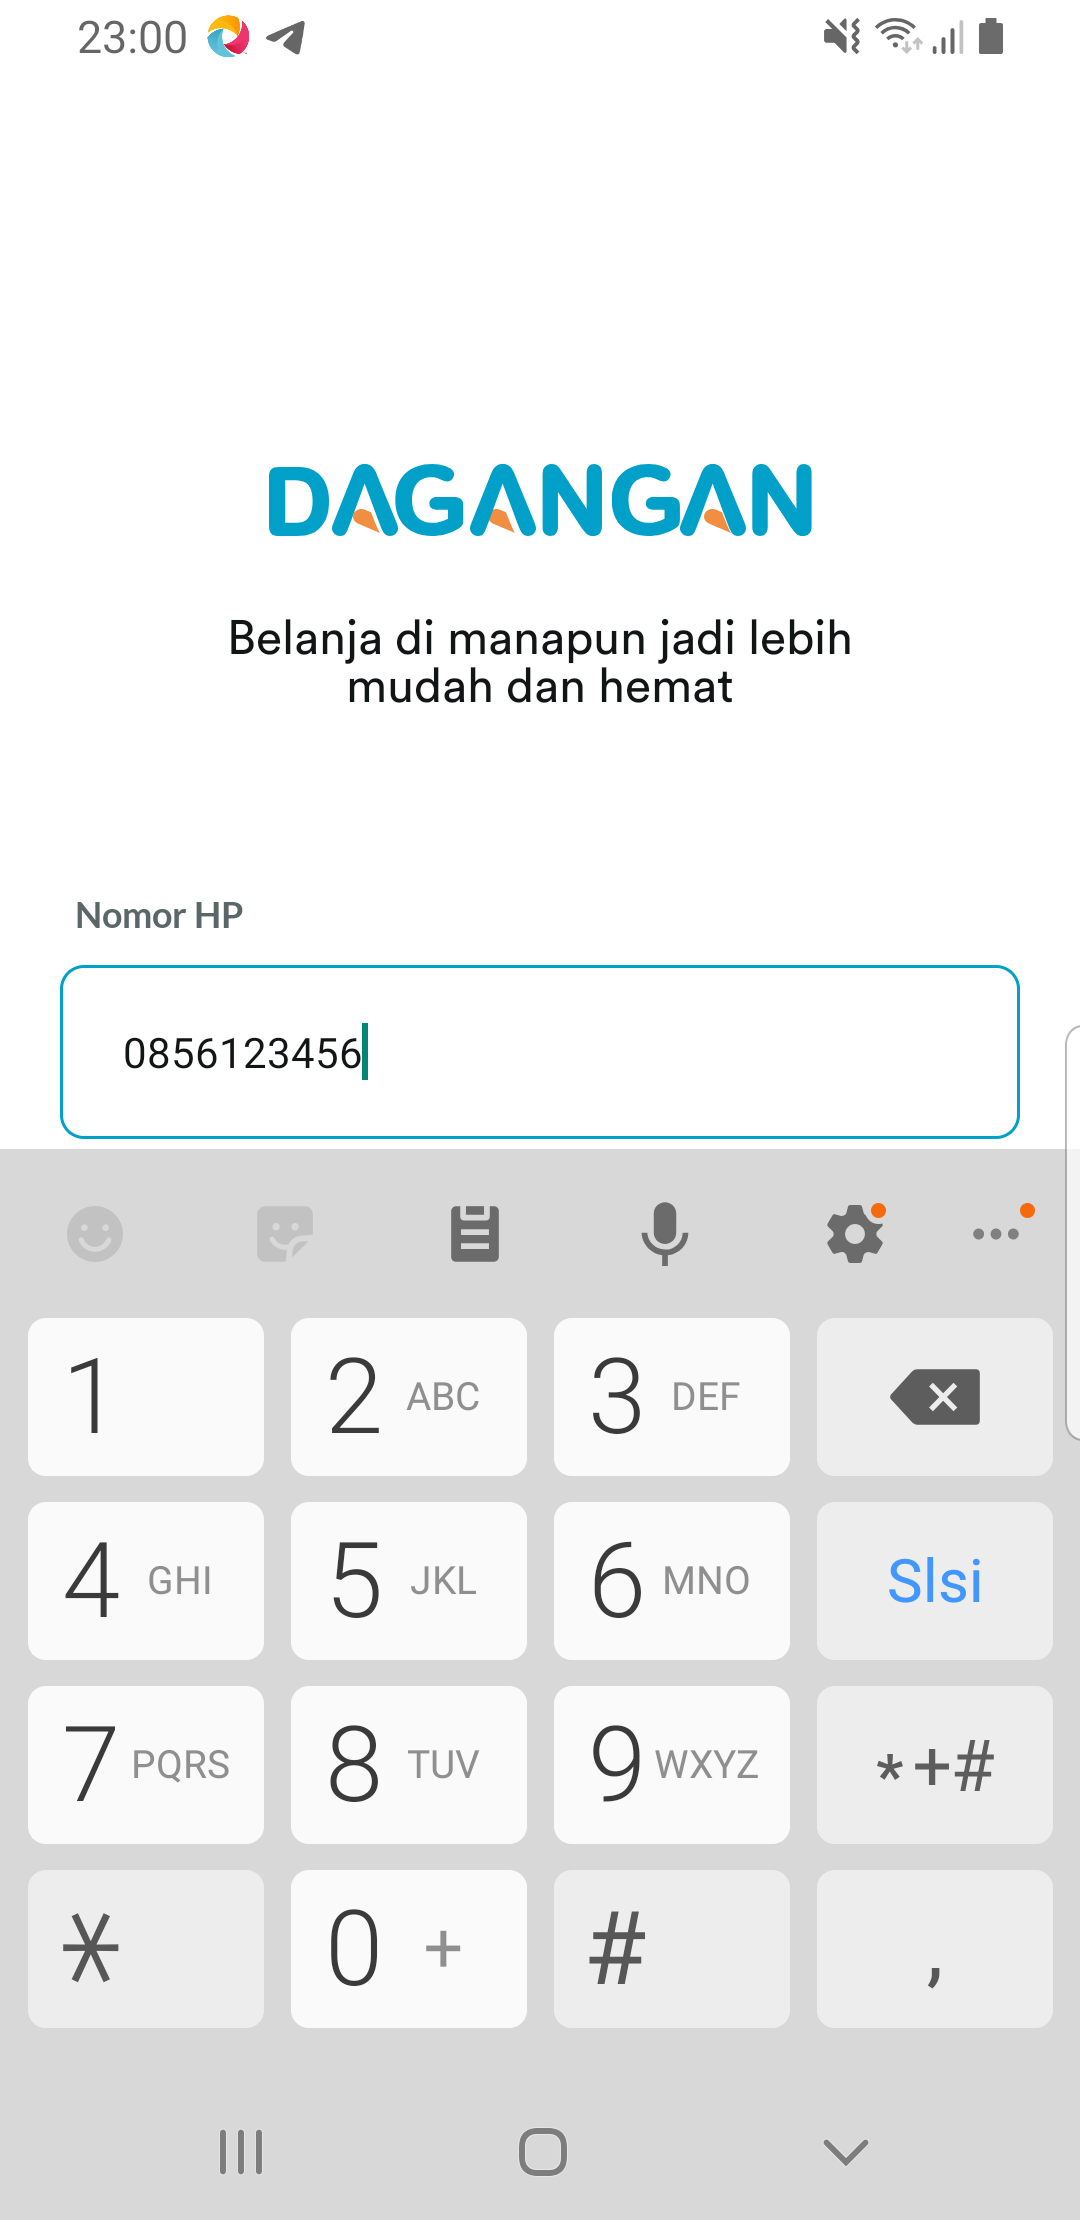 23:00
DAGANGAN
Belanja di manapun jadi lebih
mudah dan hemat
Nomor HP
0856123456
1
2 ABC
3 DEF
4 GHI
5 JKL
6 MNO
Slsi
7 PQRS
8 TUV
9 WXYZ
*+#
*
0 +
#
,